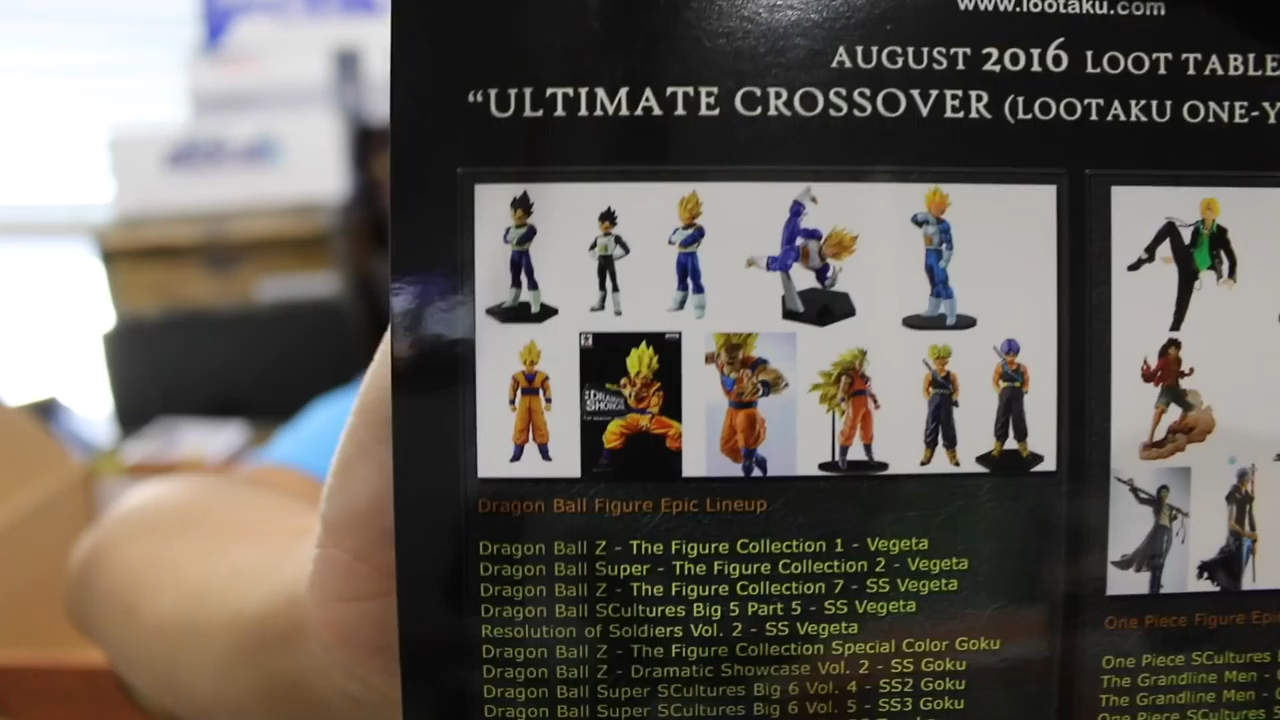 www.lootaku.com
AUGUST 2016 LOOT TABLE
“ULTIMATE CROSSOVER (LOOTAKU ONE-Y
Dragon Ball Figure Epic Lineup
Dragon Ball Z - The Figure Collection 1 - Vegeta
Dragon Ball Super - The Figure Collection 2 - Vegeta
Dragon Ball Z - The Figure Collection 7 - SS Vegeta
Dragon Ball SCultures Big 5 Part 5 - SS Vegeta
Resolution of Soldiers Vol. 2 - SS Vegeta
Dragon Ball Z - The Figure Collection Special Color Goku
Dragon Ball Z - Dramatic Showcase Vol. 2 - SS Goku
Dragon Ball Super SCultures Big 6 Vol. 4 - SS2 Goku
Dragon Ball Super SCultures Big 6 Vol. 5 - SS3 Goku
One Piece Figure Epi
One Piece SCultures
The Grandline Men -
The Grandline Men -
One Piece SCultures